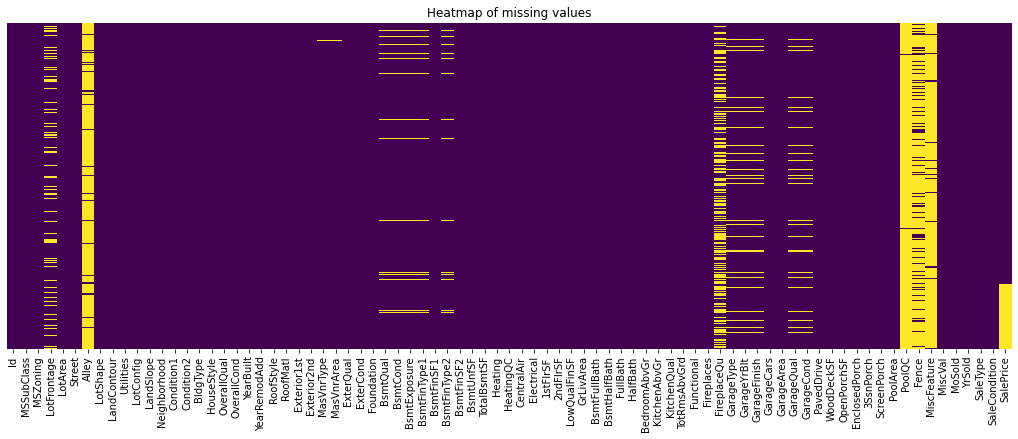 Heatmap of missing values
Id
MSSubClass
MSZoning
LotFrontage
LotArea
Street
Alley
LotShape
LandContour
Utilities
LotConfig
LandSlope
Neighborhood
Condition1
Condition2
BldgType
HouseStyle
OverallQual
OverallCond
YearBuilt
YearRemodAdd
RoofStyle
RoofMatl
Exterior1st
Exterior2nd
MasVnrType
MasVnrArea
ExterQual
ExterCond
Foundation
BsmtQual
BsmtCond
BsmtExposure
BsmtFinType1
BsmtFinSF1
BsmtFinType2
BsmtFinSF2
BsmtUnfSF
TotalBsmtSF
Heating
HeatingQC
CentralAir
Electrical
1stFlrSF
2ndFlrSF
LowQualFinSF
GrLivArea
BsmtFullBath
BsmtHalfBath
FullBath
HalfBath
BedroomAbvGr
KitchenAbvGr
KitchenQual
TotRmsAbvGrd
Functional
Fireplaces
FireplaceQu
GarageType
GarageYrBlt
GarageFinish
GarageCars
GarageArea
GarageQual
GarageCond
PavedDrive
WoodDeckSF
OpenPorchSF
EnclosedPorch
3SsnPorch
ScreenPorch
PoolArea
PoolQC
Fence
MiscFeature
MiscVal
MoSold
YrSold
SaleType
SaleCondition
SalePrice